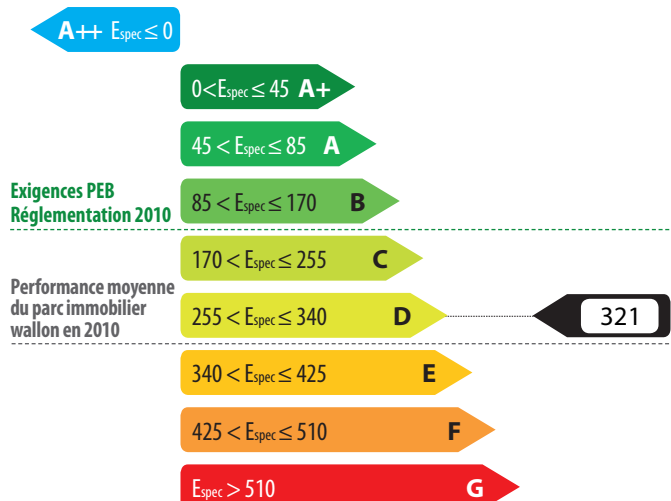 A++ Espec ≤ 0
0<Espec ≤ 45 A+
45 < Espec ≤ 85 A
Exigences PEB
Réglementation 2010
85 < Espec ≤ 170 B
170 < Espec ≤ 255 C
Performance moyenne
du parc immobilier
wallon en 2010
255 < Espec ≤ 340 D
321
340 < Espec ≤ 425 E
425 < Espec ≤ 510 F
Espec > 510 G